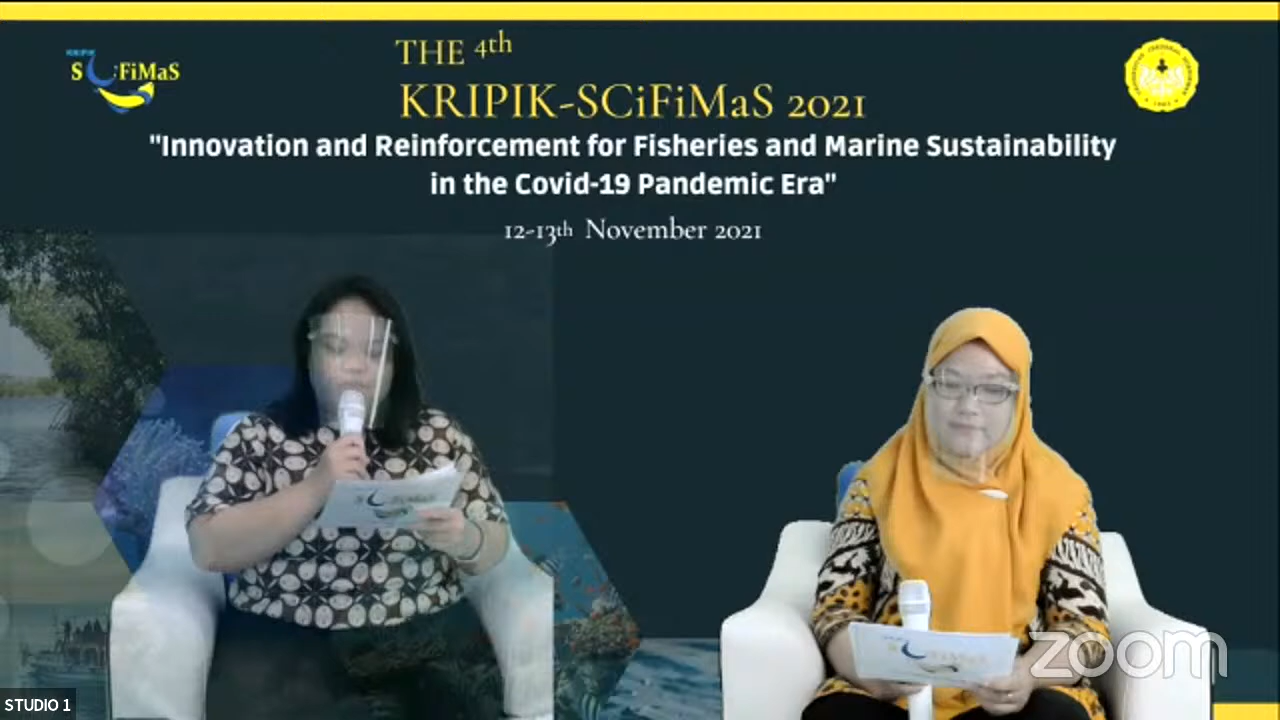 KRIPIK
SCiFiMaS
THE 4th
KRIPIK-SCiFiMaS 2021
"Innovation and Reinforcement for Fisheries and Marine Sustainability
in the Covid-19 Pandemic Era"
12-13th November 2021
zoom
STUDIO 1